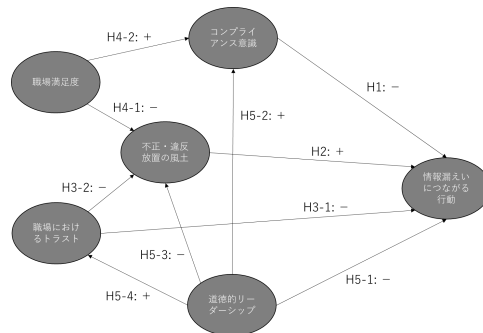 H4-2: +
コンプライ
アンス意識
職場満足度
H4-1: −
H5-2: +
H1: −
不正・違反
放置の風土
H2: +
情報漏えい
につながる
行動
H3-2: −
H3-1: −
職場におけ
るトラスト
H5-3: −
H5-4: +
道徳的リー
ダーシップ
H5-1: −